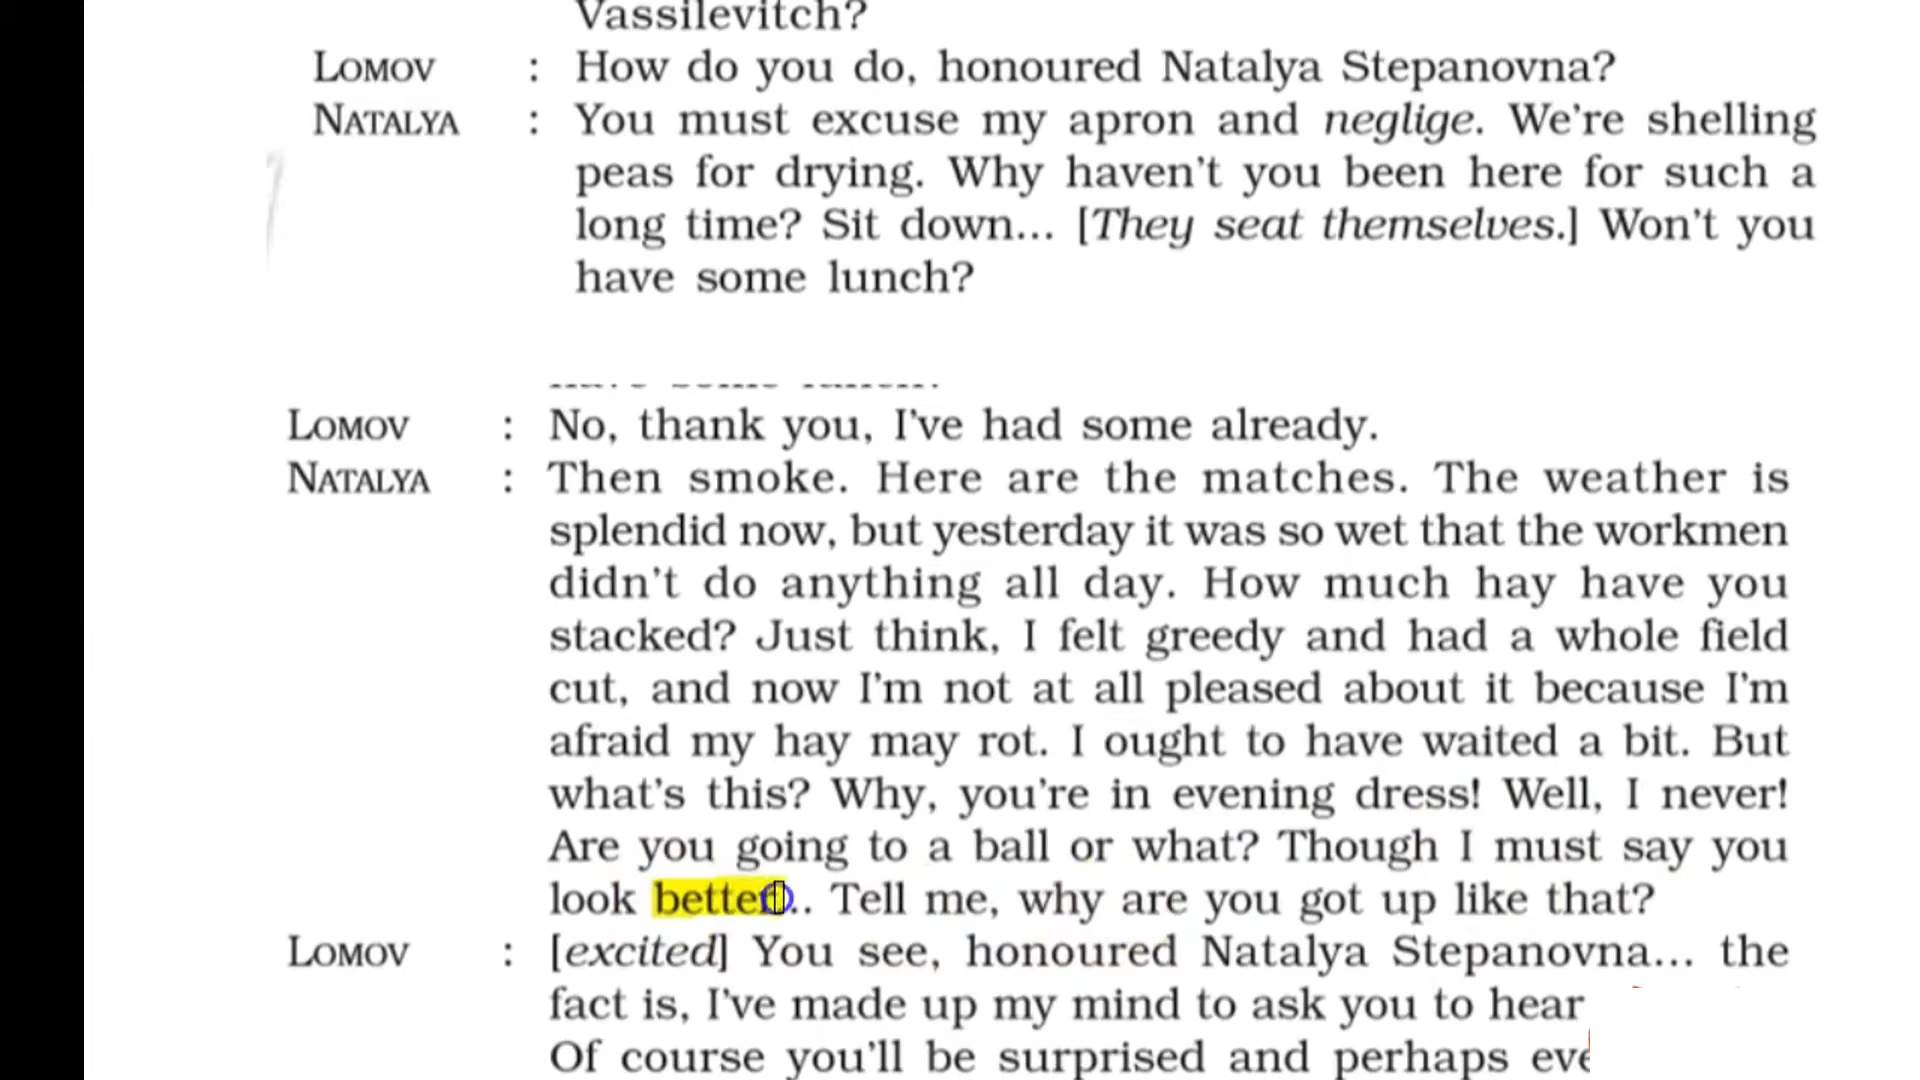 Vassilevitch?
LOMOV : How do you do, honoured Natalya Stepanovna?
NATALYA : You must excuse my apron and neglige. We're shelling
peas for drying. Why haven't you been here for such a
long time? Sit down... [They seat themselves.] Won't you
have some lunch?
LOMOV : No, thank you, I've had some already.
NATALYA : Then smoke. Here are the matches. The weather is
splendid now, but yesterday it was so wet that the workmen
didn't do anything all day. How much hay have you
stacked? Just think, I felt greedy and had a whole field
cut, and now I'm not at all pleased about it because I'm
afraid my hay may rot. I ought to have waited a bit. But
what's this? Why, you're in evening dress! Well, I never!
Are you going to a ball or what? Though I must say you
look better... Tell me, why are you got up like that?
LOMOV : [excited] You see, honoured Natalya Stepanovna... the
fact is, I've made up my mind to ask you to hear
Of course you'll be surprised and perhaps eve